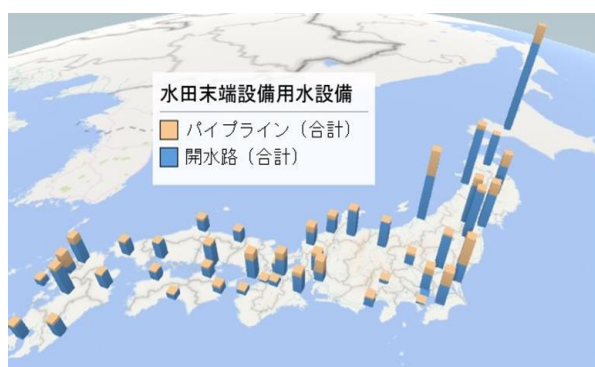 水田末端設備用水設備
パイプライン（合計）
開水路（合計）